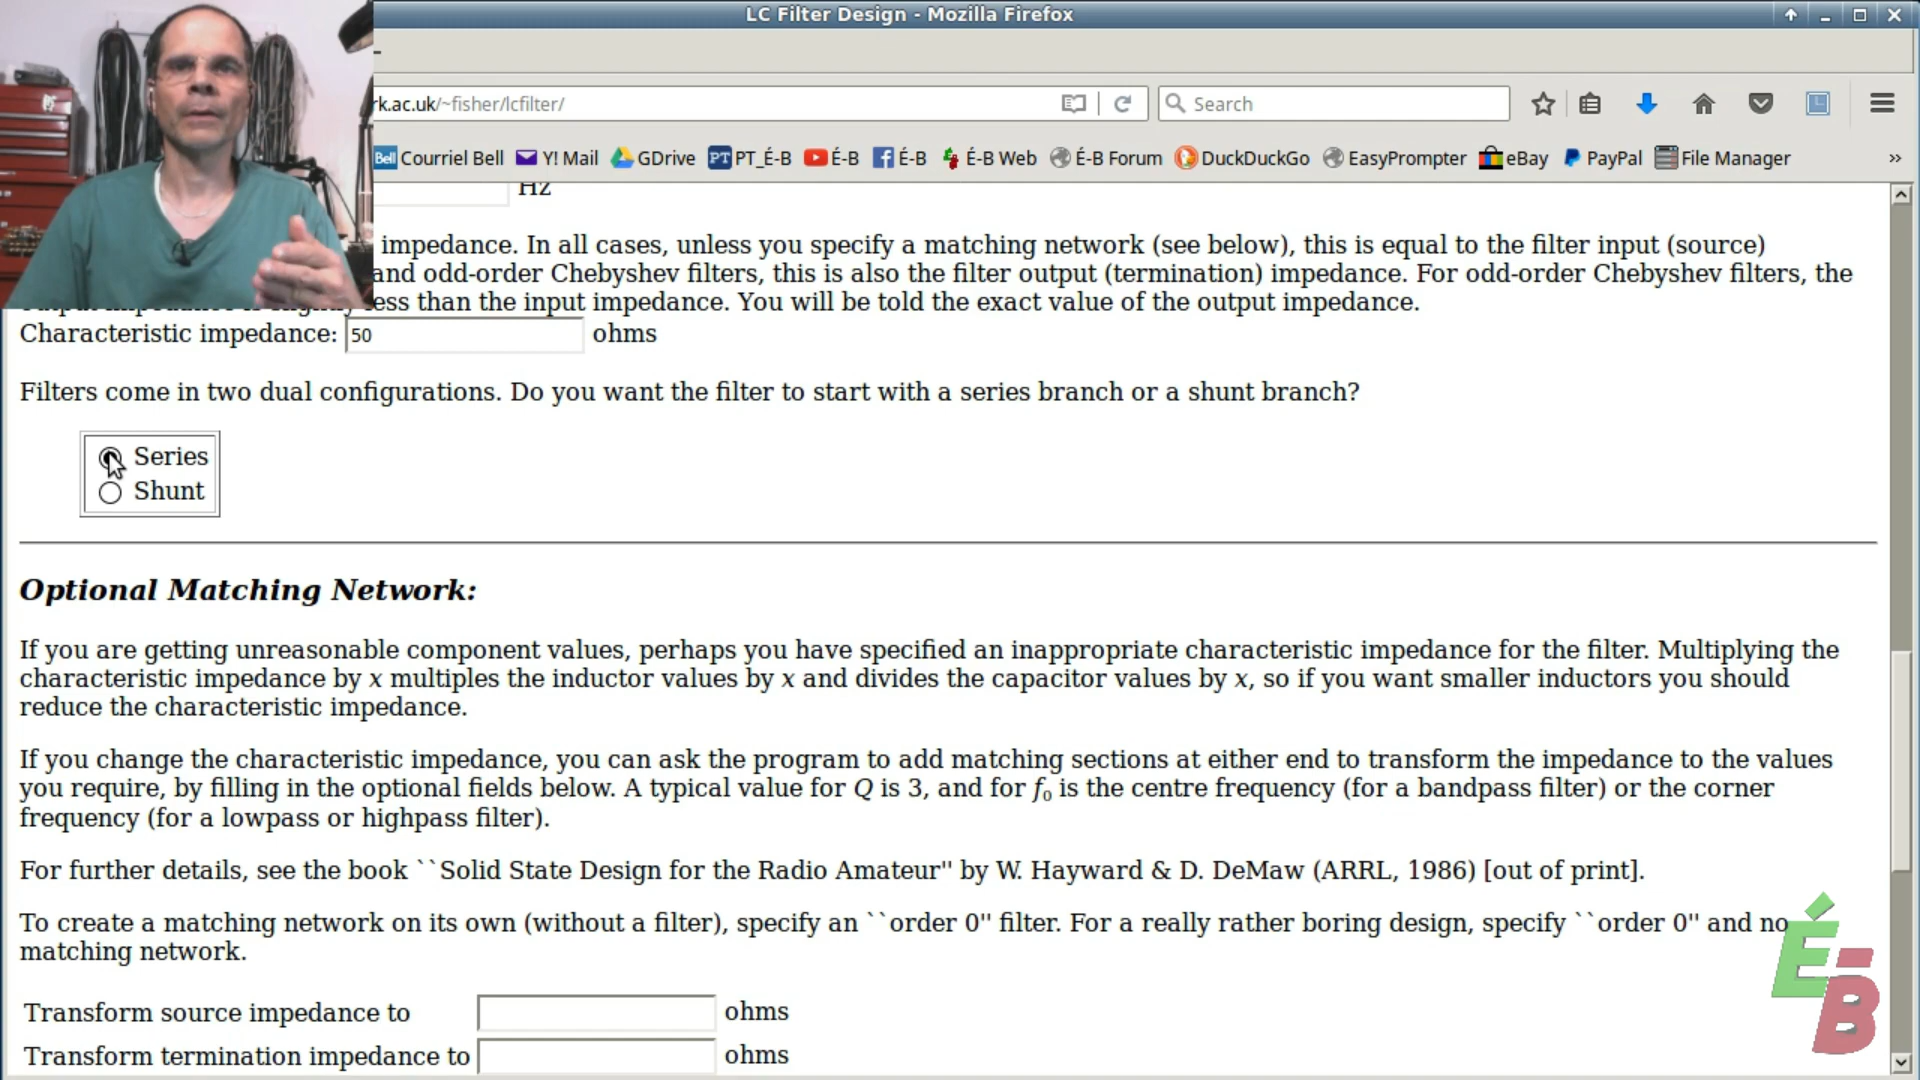 LC Filter Design - Mozilla Firefox
rk.ac.uk/~fisher/lcfilter/
Search
Bell Courriel Bell Y! Mail GDrive PT PT_É-B É-B É-B É-B Web É-B Forum DuckDuckGo EasyPrompter eBay PayPal File Manager »
Hz
impedance. In all cases, unless you specify a matching network (see below), this is equal to the filter input (source)
and odd-order Chebyshev filters, this is also the filter output (termination) impedance. For odd-order Chebyshev filters, the
output impedance is slightly less than the input impedance. You will be told the exact value of the output impedance.
Characteristic impedance: 50 ohms
Filters come in two dual configurations. Do you want the filter to start with a series branch or a shunt branch?
Series
Shunt
Optional Matching Network:
If you are getting unreasonable component values, perhaps you have specified an inappropriate characteristic impedance for the filter. Multiplying the
characteristic impedance by x multiples the inductor values by x and divides the capacitor values by x, so if you want smaller inductors you should
reduce the characteristic impedance.
If you change the characteristic impedance, you can ask the program to add matching sections at either end to transform the impedance to the values
you require, by filling in the optional fields below. A typical value for Q is 3, and for f0 is the centre frequency (for a bandpass filter) or the corner
frequency (for a lowpass or highpass filter).
For further details, see the book ``Solid State Design for the Radio Amateur'' by W. Hayward & D. DeMaw (ARRL, 1986) [out of print].
To create a matching network on its own (without a filter), specify an ``order 0'' filter. For a really rather boring design, specify ``order 0'' and no
matching network.
Transform source impedance to ohms
Transform termination impedance to ohms
É-B